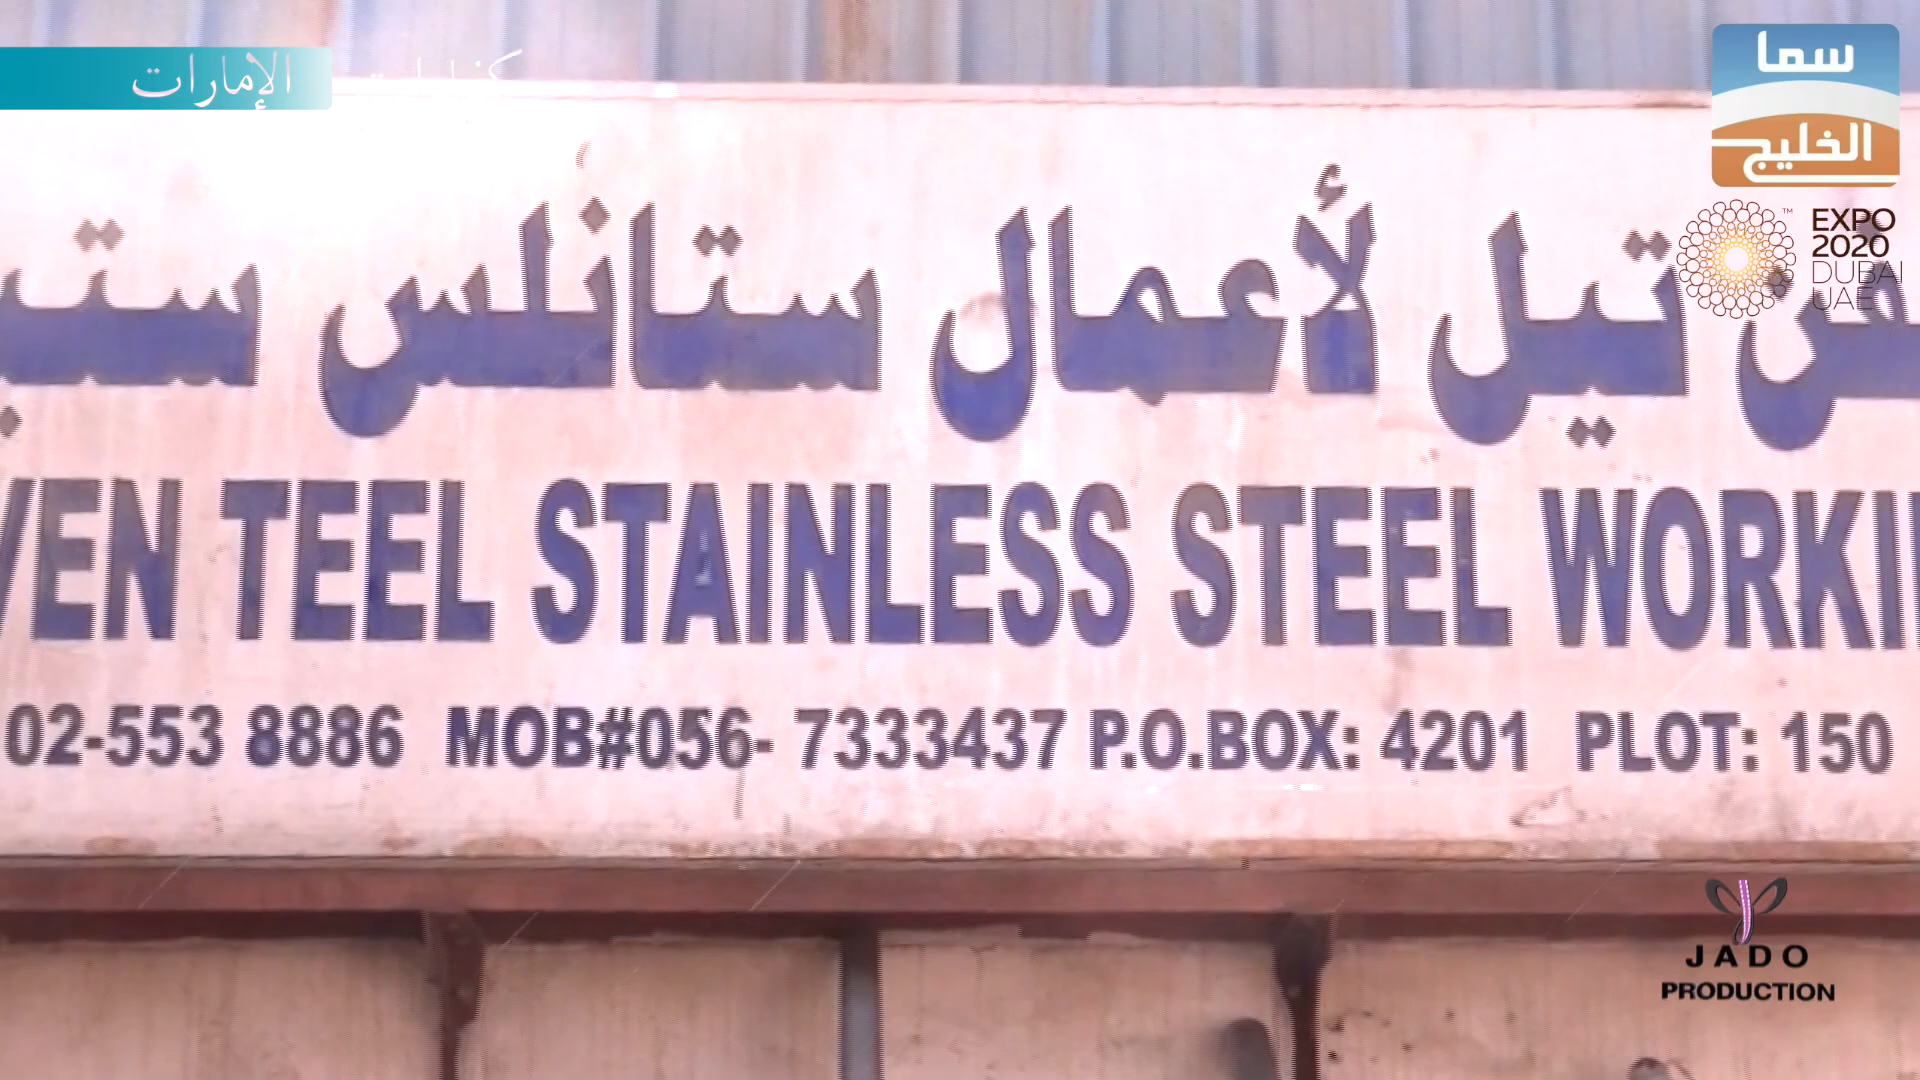 الإمارات
سما
الخليج
EXPO
2020
DUBAI
UAE
تيل لأعمال ستانلس
VEN TEEL STAINLESS STEEL WORKI
02-553 8886 MOB#056- 7333437 P.O.BOX: 4201 PLOT: 150
JADO
PRODUCTION